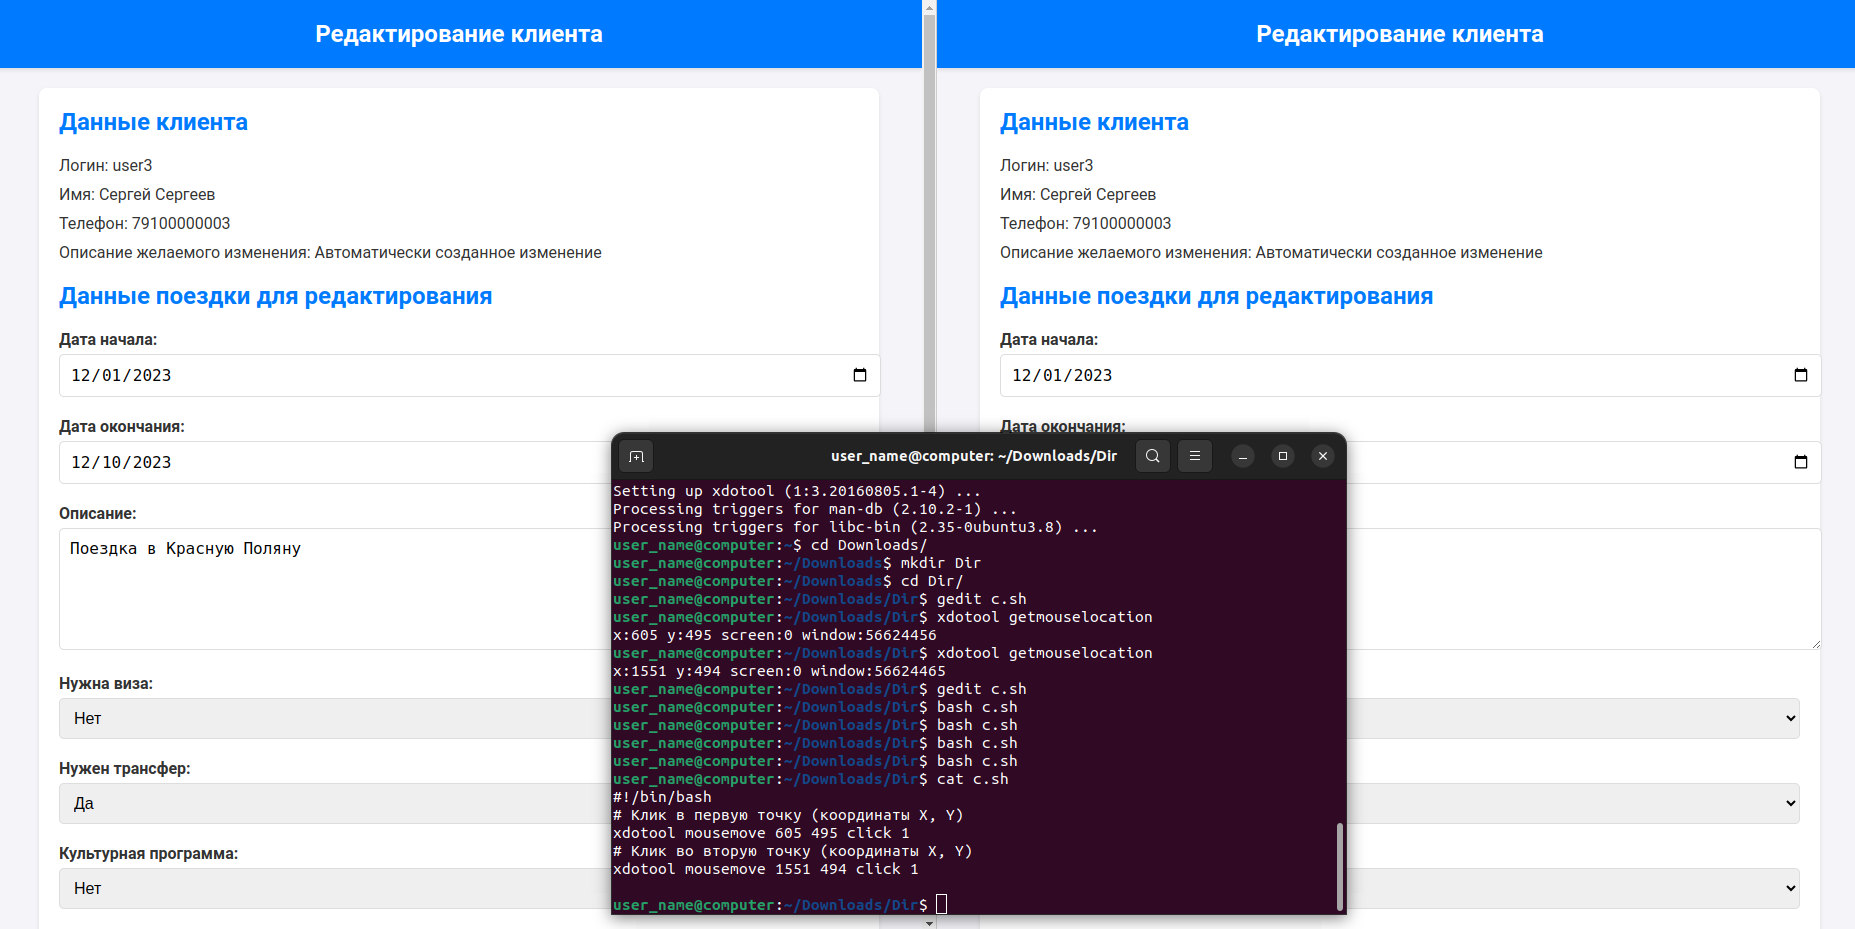 Редактирование клиента
Данные клиента
Логин: user3
Имя: Сергей Сергеев
Телефон: 79100000003
Описание желаемого изменения: Автоматически созданное изменение
Данные поездки для редактирования
Дата начала:
12/01/2023
Дата окончания:
12/10/2023
Описание:
Поездка в Красную Поляну
Нужна виза:
Нет
Нужен трансфер:
Да
Культурная программа:
Нет
Редактирование клиента
Данные клиента
Логин: user3
Имя: Сергей Сергеев
Телефон: 79100000003
Описание желаемого изменения: Автоматически созданное изменение
Данные поездки для редактирования
Дата начала:
12/01/2023
Дата окончания:
user_name@computer: ~/Downloads/Dir
Setting up xdotool (1:3.20160805.1-4) ...
Processing triggers for man-db (2.10.2-1) ...
Processing triggers for libc-bin (2.35-0ubuntu3.8) ...
user_name@computer:~$ cd Downloads/
user_name@computer:~/Downloads$ mkdir Dir
user_name@computer:~/Downloads$ cd Dir/
user_name@computer:~/Downloads/Dir$ gedit c.sh
user_name@computer:~/Downloads/Dir$ xdotool getmouselocation
x:605 y:495 screen:0 window:56624456
user_name@computer:~/Downloads/Dir$ xdotool getmouselocation
x:1551 y:494 screen:0 window:56624465
user_name@computer:~/Downloads/Dir$ gedit c.sh
user_name@computer:~/Downloads/Dir$ bash c.sh
user_name@computer:~/Downloads/Dir$ bash c.sh
user_name@computer:~/Downloads/Dir$ bash c.sh
user_name@computer:~/Downloads/Dir$ bash c.sh
user_name@computer:~/Downloads/Dir$ cat c.sh
#!/bin/bash
# Клик в первую точку (координаты X, Y)
xdotool mousemove 605 495 click 1
# Клик во вторую точку (координаты X, Y)
xdotool mousemove 1551 494 click 1
user_name@computer:~/Downloads/Dir$